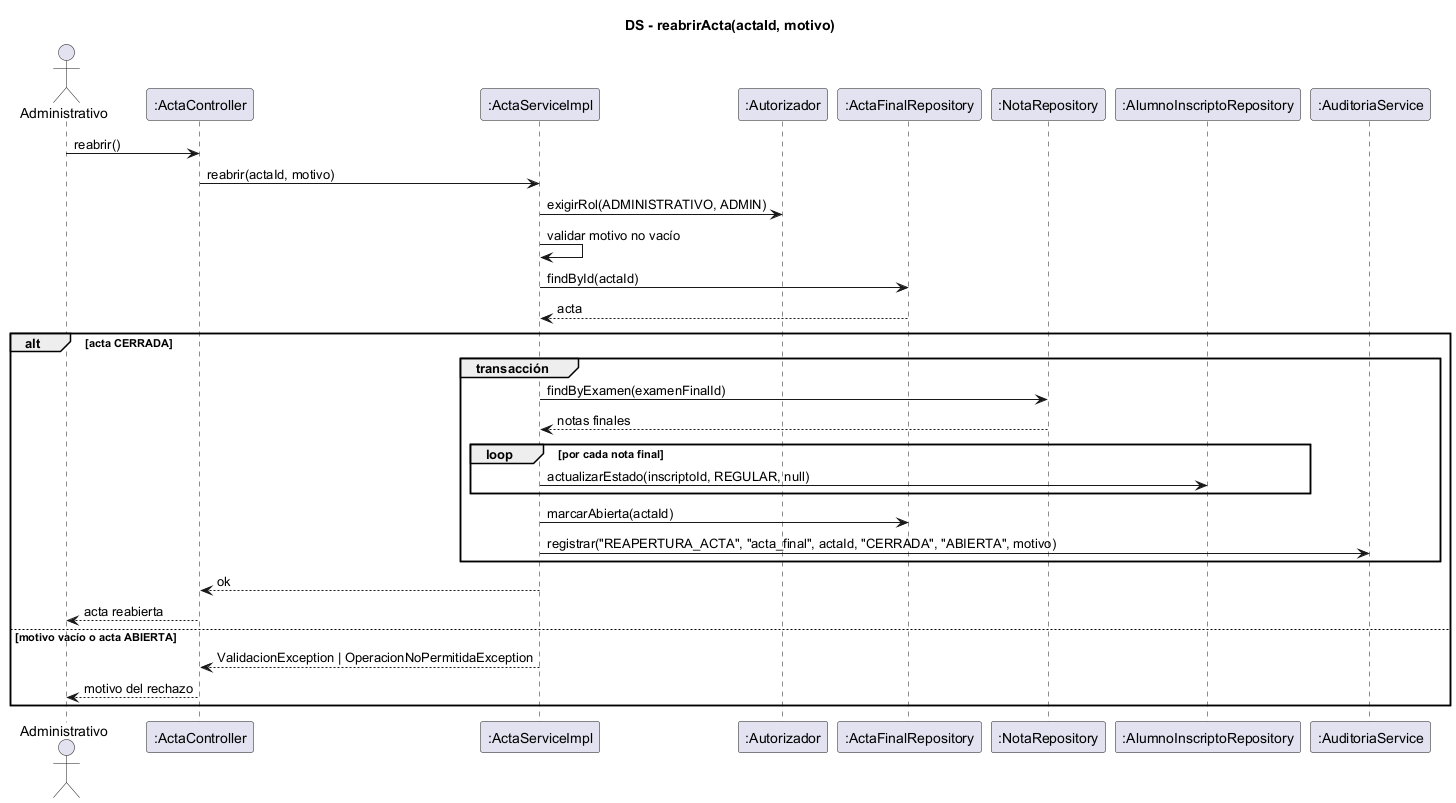 DS - reabrirActa(actaId, motivo)
Administrativo
:ActaController
:ActaServiceImpl
:Autorizador
:ActaFinalRepository
:NotaRepository
:AlumnoInscriptoRepository
:AuditoriaService
reabrir()
reabrir(actaId, motivo)
exigirRol(ADMINISTRATIVO, ADMIN)
validar motivo no vacío
findById(actaId)
acta
alt [acta CERRADA]
transacción
findByExamen(examenFinalId)
notas finales
loop [por cada nota final]
actualizarEstado(inscriptoId, REGULAR, null)
marcarAbierta(actaId)
registrar("REAPERTURA_ACTA", "acta_final", actaId, "CERRADA", "ABIERTA", motivo)
ok
acta reabierta
[motivo vacío o acta ABIERTA]
ValidacionException | OperacionNoPermitidaException
motivo del rechazo
Administrativo
:ActaController
:ActaServiceImpl
:Autorizador
:ActaFinalRepository
:NotaRepository
:AlumnoInscriptoRepository
:AuditoriaService